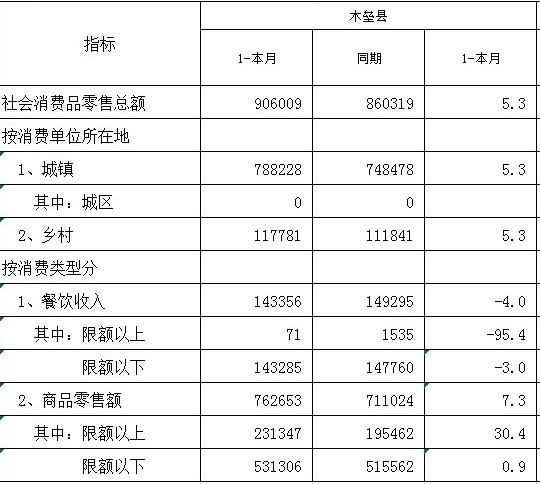 指标 木垒县
1-本月 同期 1-本月
社会消费品零售总额 906009 860319 5.3
按消费单位所在地
1、城镇 788228 748478 5.3
其中：城区 0 0
2、乡村 117781 111841 5.3
按消费类型分
1、餐饮收入 143356 149295 -4.0
其中：限额以上 71 1535 -95.4
限额以下 143285 147760 -3.0
2、商品零售额 762653 711024 7.3
其中：限额以上 231347 195462 30.4
限额以下 531306 515562 0.9